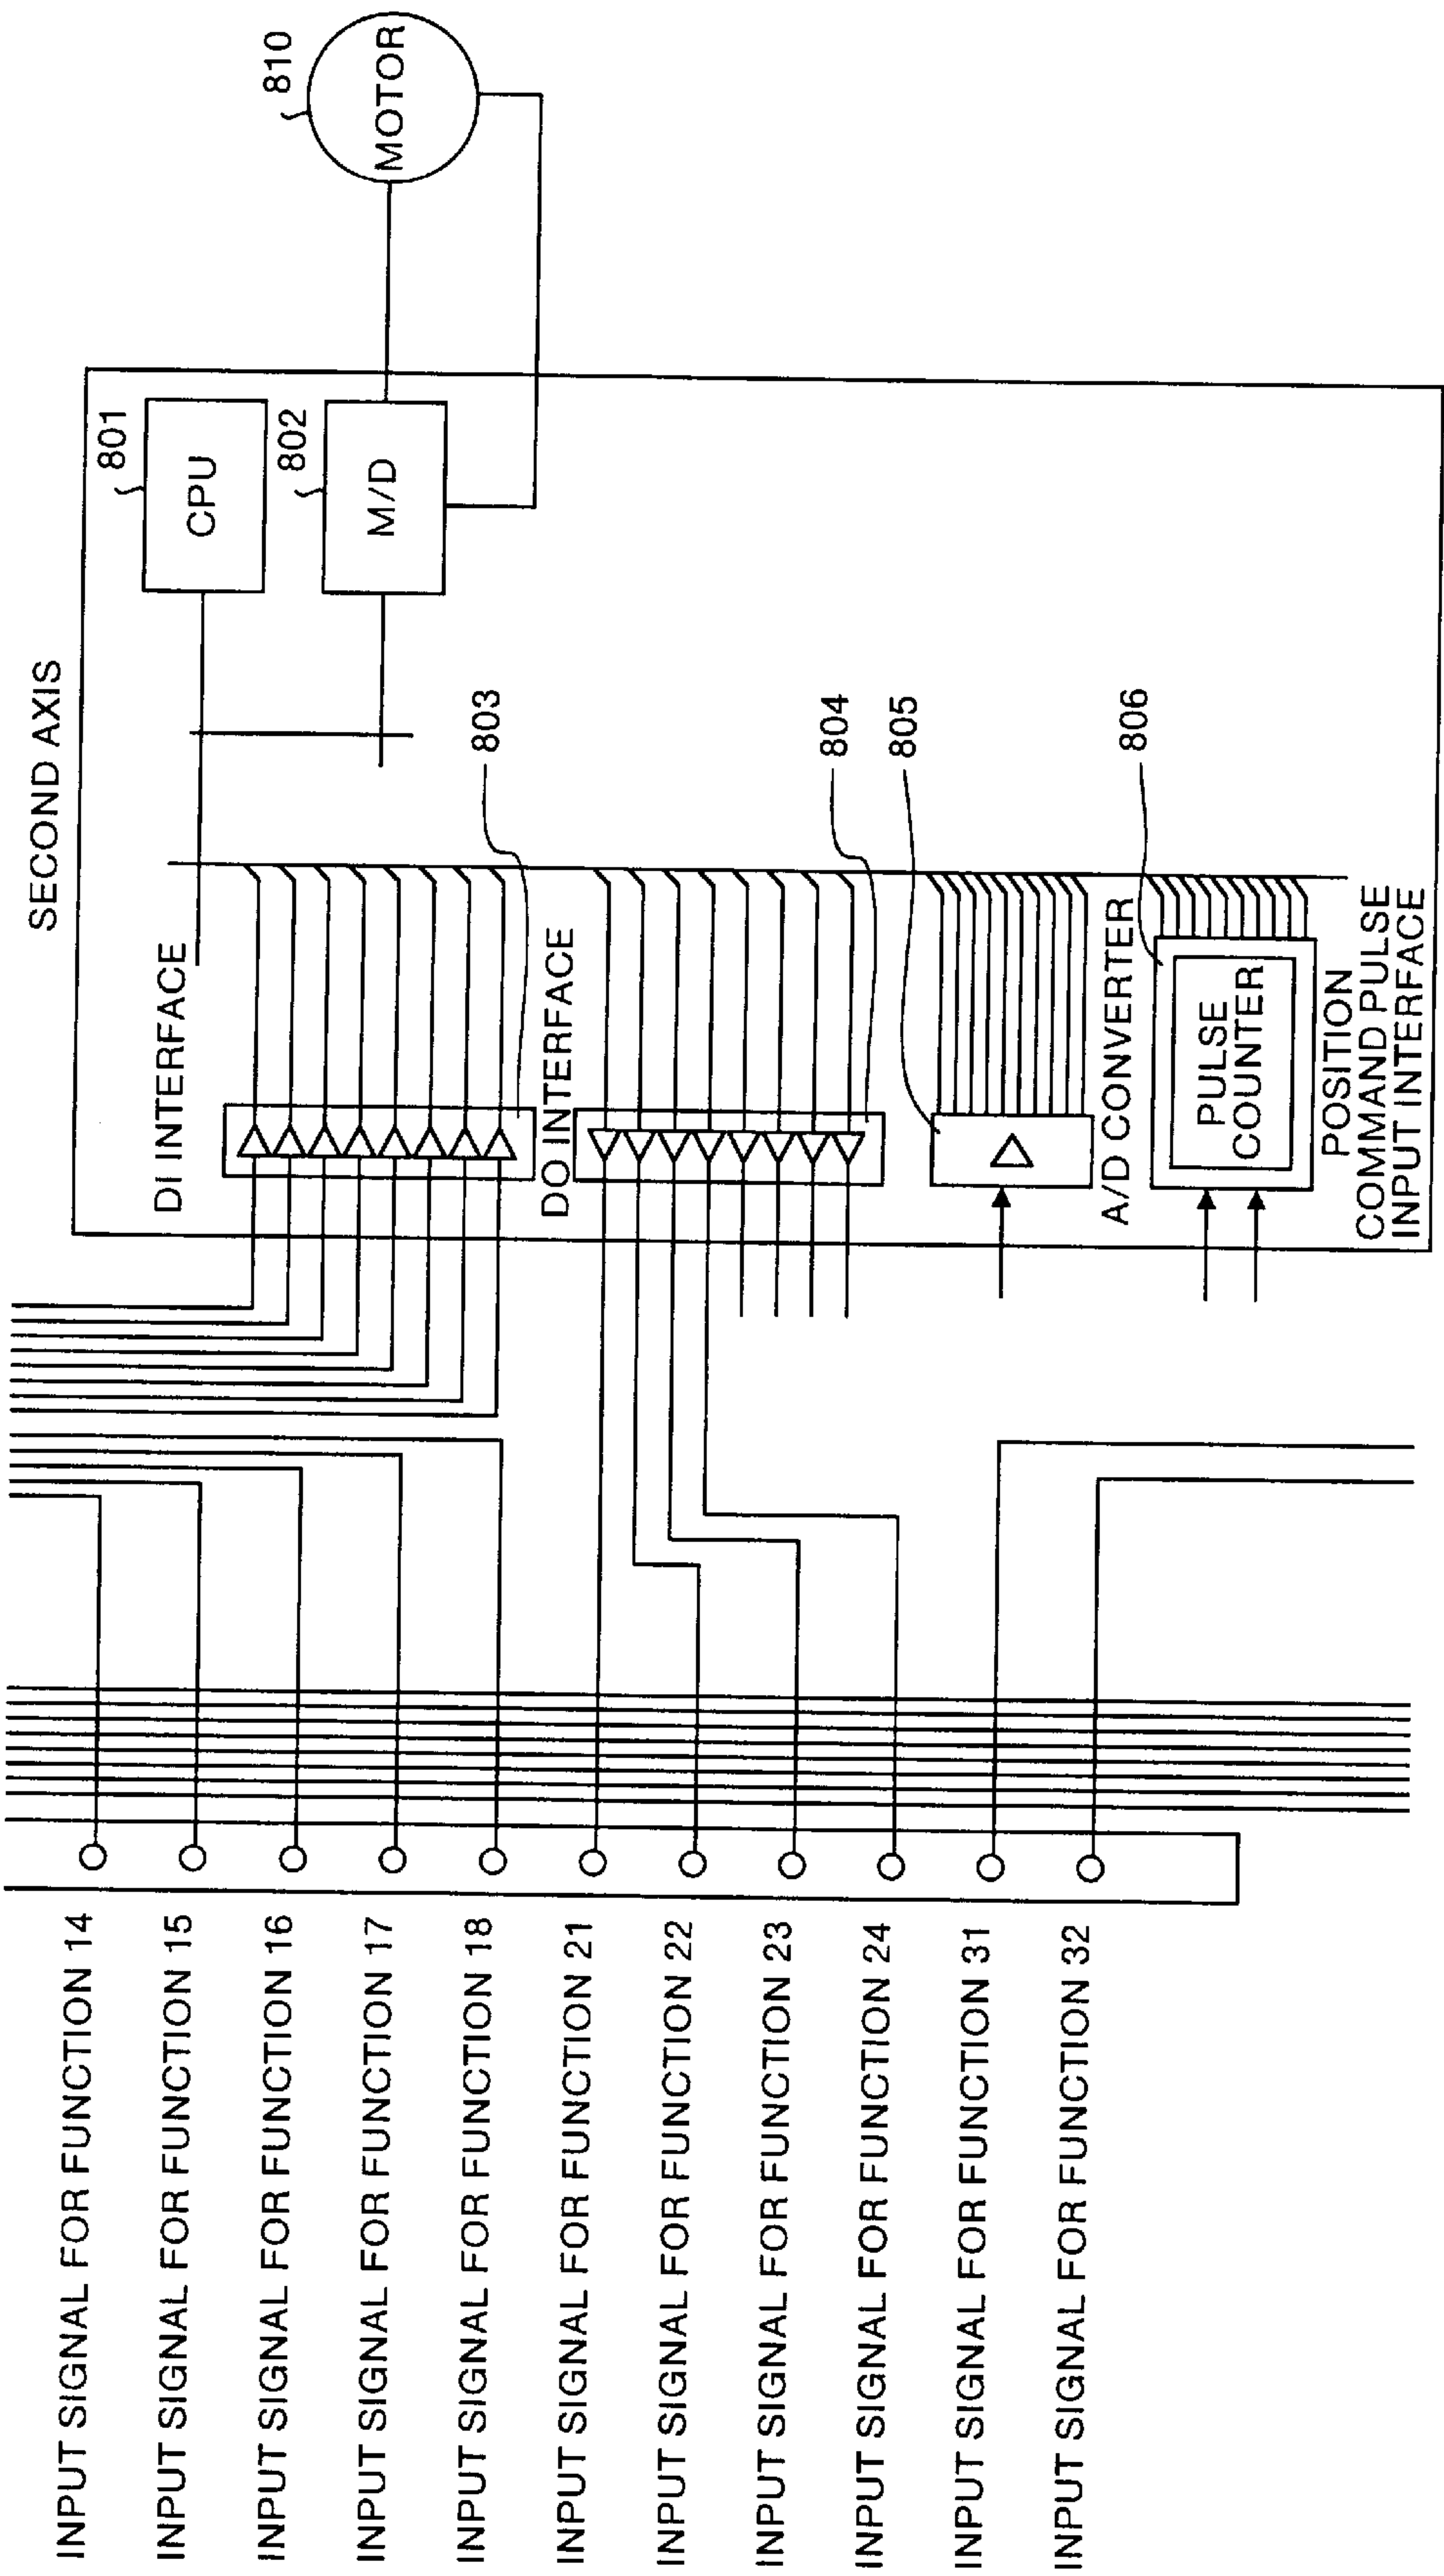 SECOND AXIS
801
CPU
802
M/D
810
MOTOR
DI INTERFACE
803
DO INTERFACE
804
805
A/D CONVERTER
806
PULSE
COUNTER
POSITION
COMMAND PULSE
INPUT INTERFACE
INPUT SIGNAL FOR FUNCTION 14
INPUT SIGNAL FOR FUNCTION 15
INPUT SIGNAL FOR FUNCTION 16
INPUT SIGNAL FOR FUNCTION 17
INPUT SIGNAL FOR FUNCTION 18
INPUT SIGNAL FOR FUNCTION 21
INPUT SIGNAL FOR FUNCTION 22
INPUT SIGNAL FOR FUNCTION 23
INPUT SIGNAL FOR FUNCTION 24
INPUT SIGNAL FOR FUNCTION 31
INPUT SIGNAL FOR FUNCTION 32